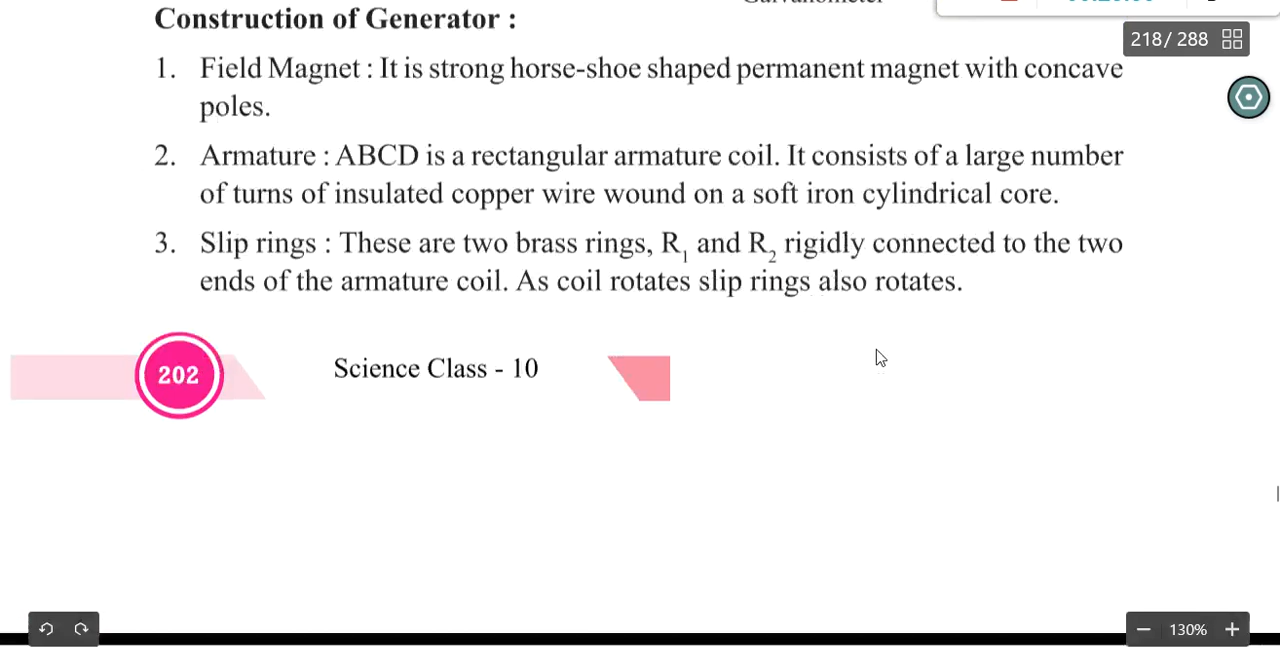 Construction of Generator :
218/ 288
1. Field Magnet : It is strong horse-shoe shaped permanent magnet with concave
poles.
2. Armature : ABCD is a rectangular armature coil. It consists of a large number
of turns of insulated copper wire wound on a soft iron cylindrical core.
3. Slip rings : These are two brass rings, R₁ and R₂ rigidly connected to the two
ends of the armature coil. As coil rotates slip rings also rotates.
202
Science Class - 10
130%